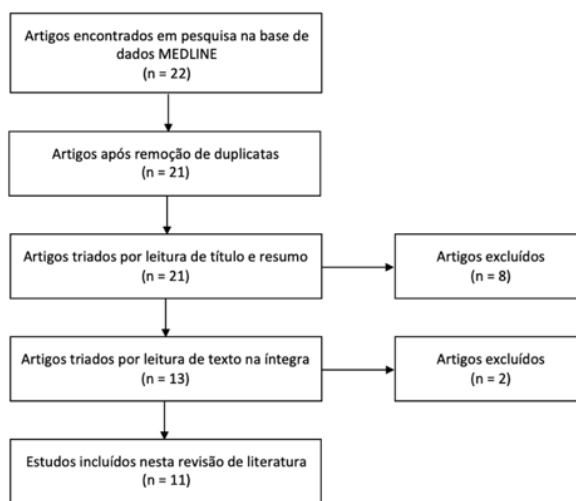 Artigos encontrados em pesquisa na base de
dados MEDLINE
(n = 22)
Artigos após remoção de duplicatas
(n = 21)
Artigos triados por leitura de título e resumo
(n = 21)
Artigos excluídos
(n = 8)
Artigos triados por leitura de texto na íntegra
(n = 13)
Artigos excluídos
(n = 2)
Estudos incluídos nesta revisão de literatura
(n = 11)